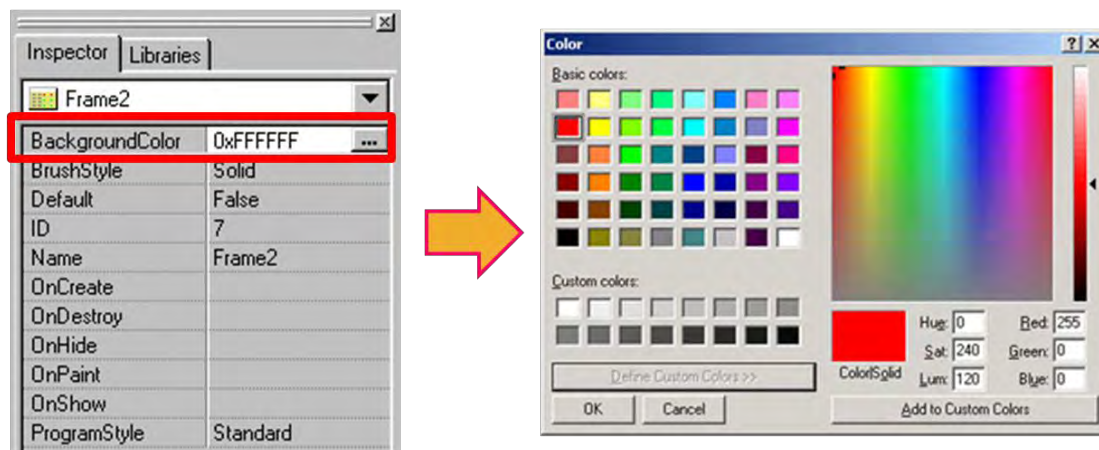 Inspector Libraries
Frame2
BackgroundColor 0xFFFFFF ...
BrushStyle Solid
Default False
ID 7
Name Frame2
OnCreate
OnDestroy
OnHide
OnPaint
OnShow
ProgramStyle Standard
Color
Basic colors:
Custom colors:
Define Custom Colors >>
OK Cancel
Color|Solid
Hue: 0 Red: 255
Sat: 240 Green: 0
Lum: 120 Blue: 0
Add to Custom Colors